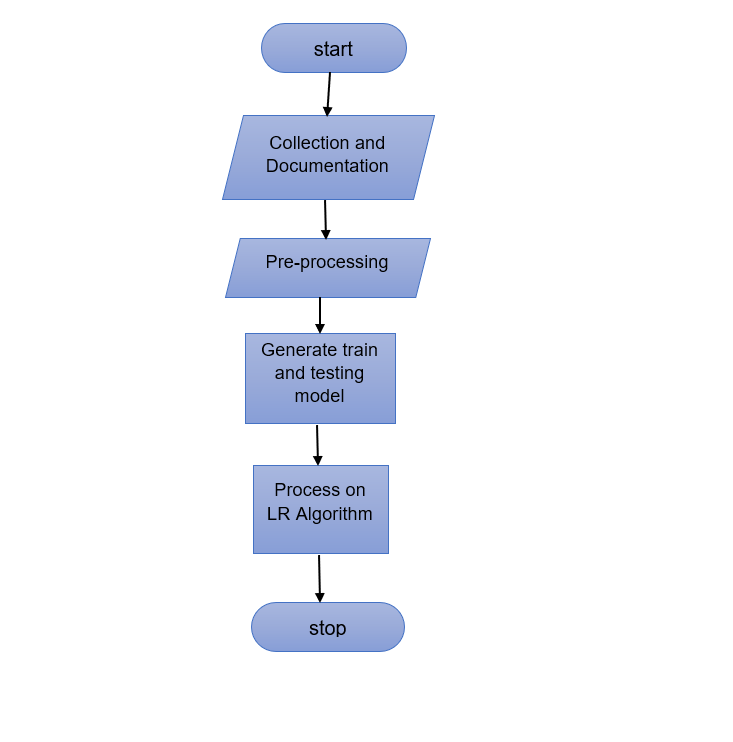 start
Collection and
Documentation
Pre-processing
Generate train
and testing
model
Process on
LR Algorithm
stop